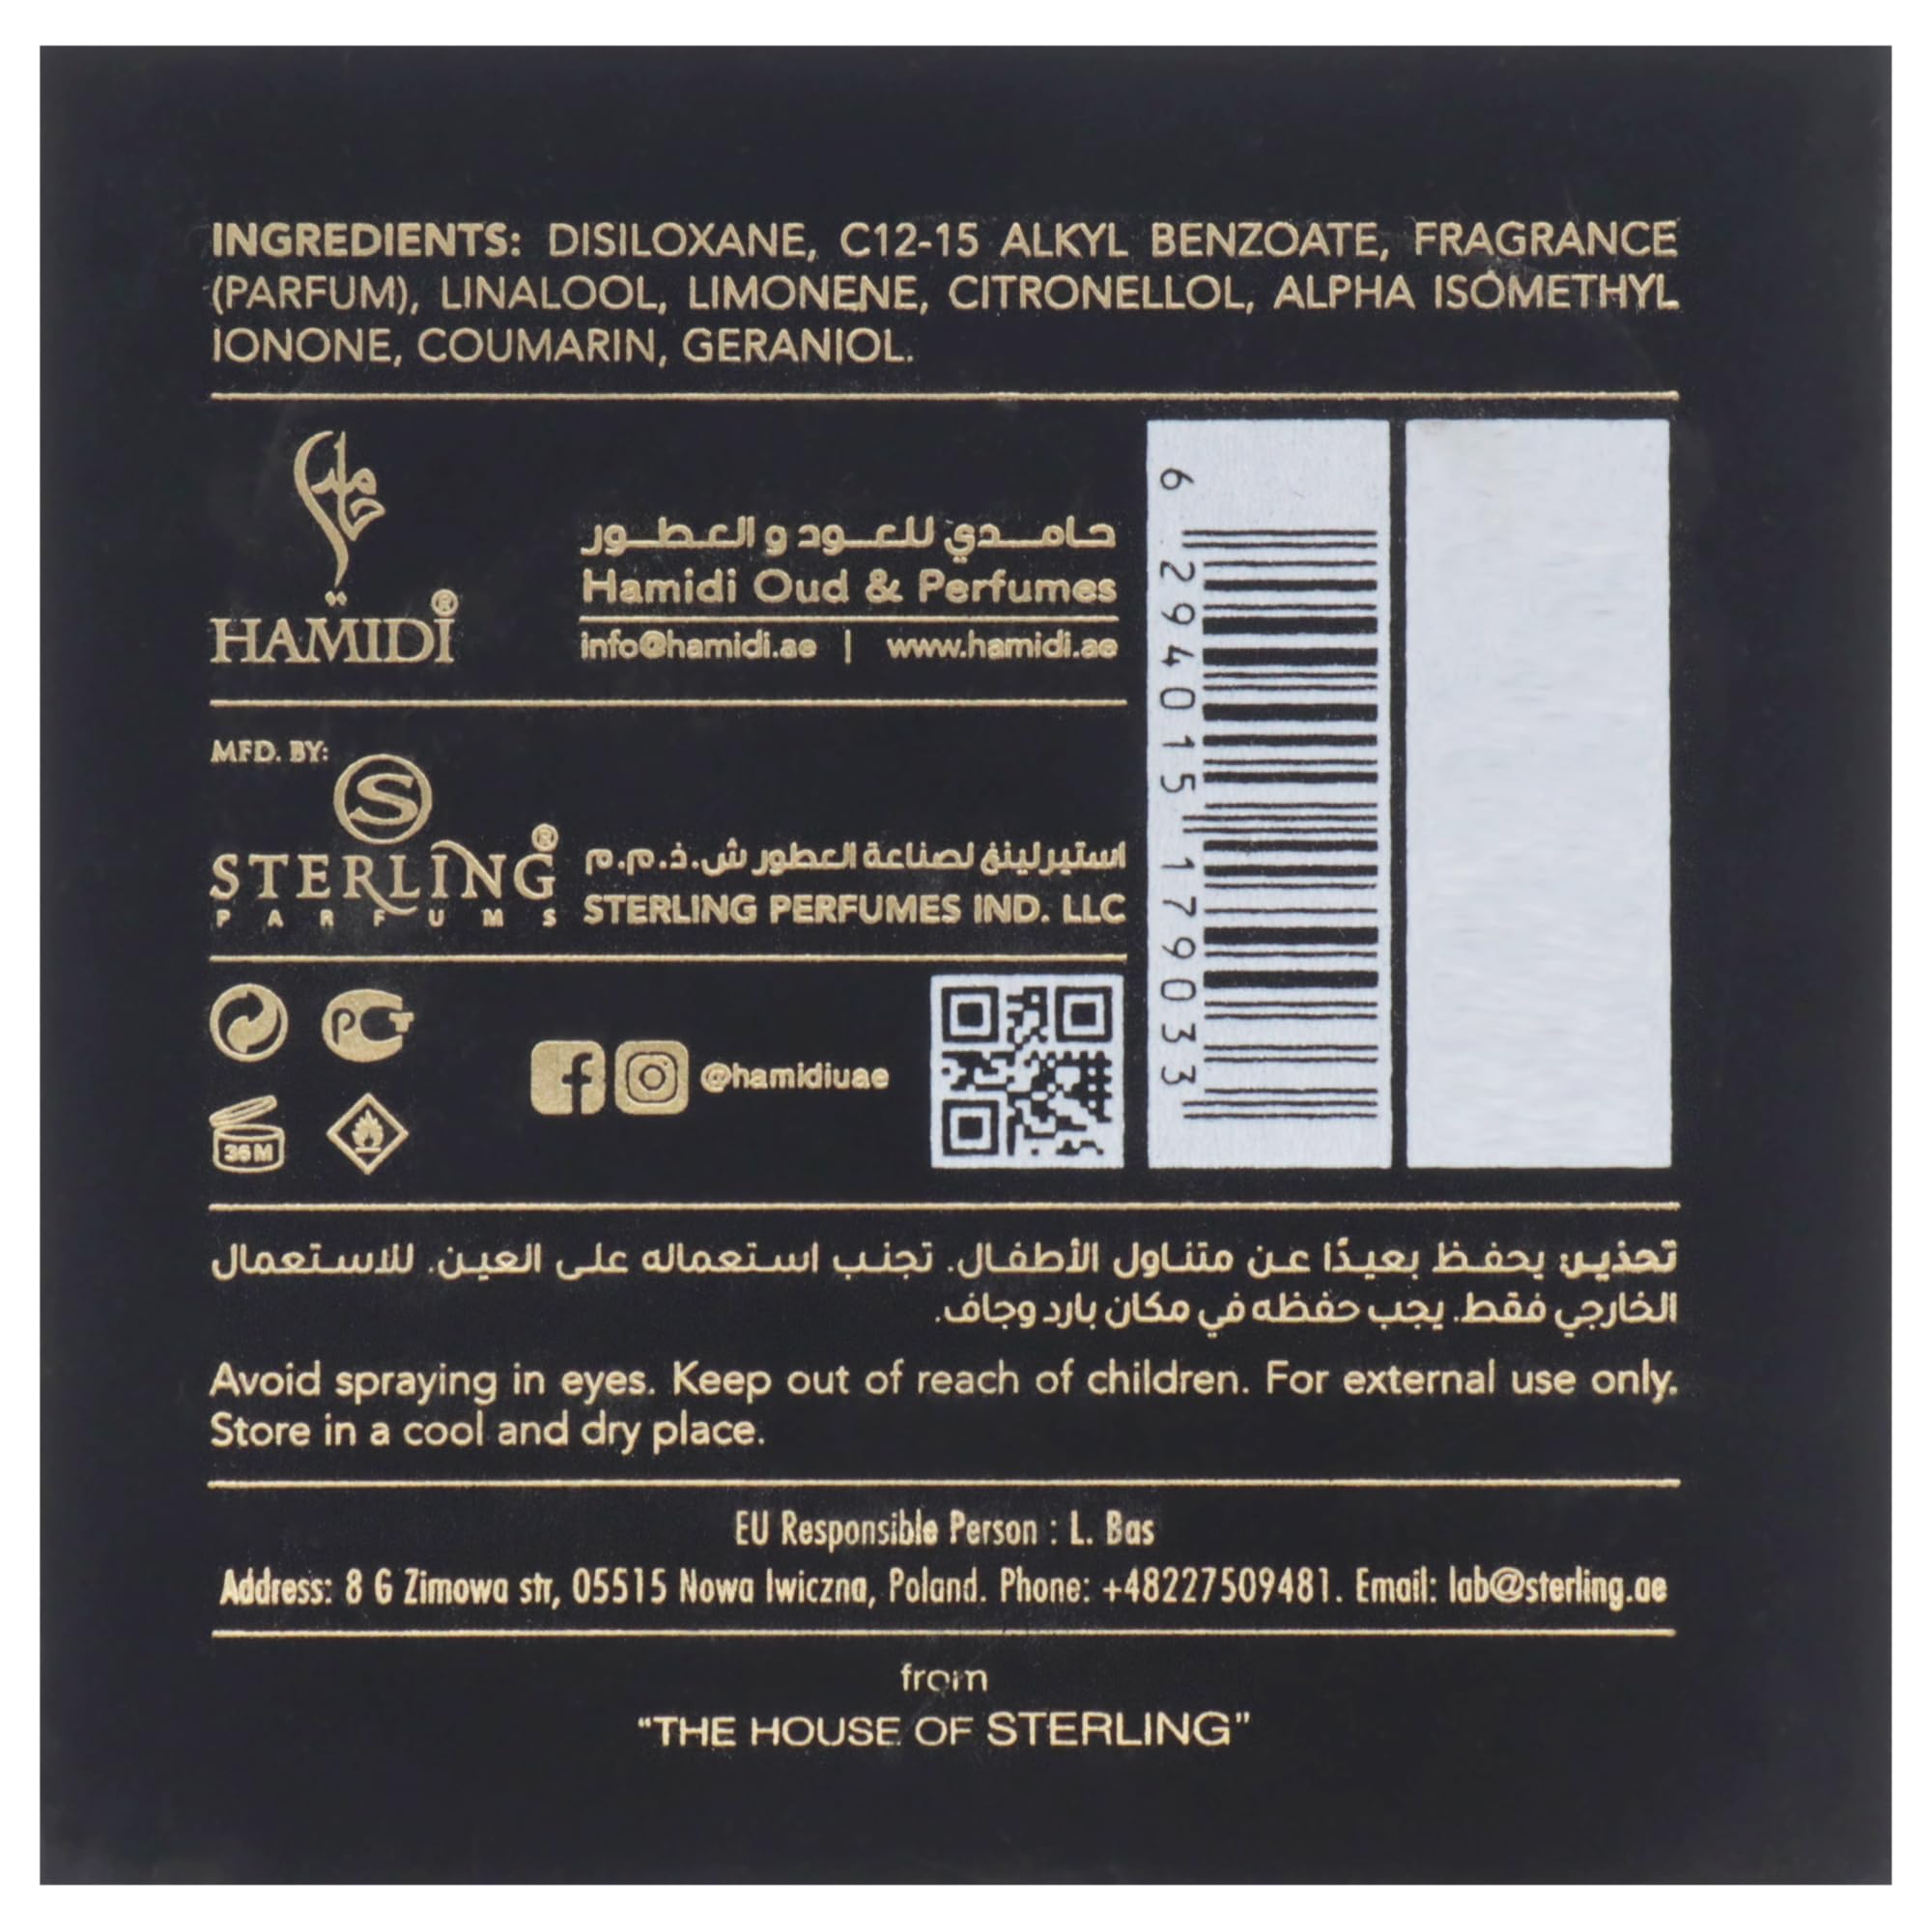 INGREDIENTS: DISILOXANE, C12-15 ALKYL BENZOATE, FRAGRANCE
(PARFUM), LINALOOL, LIMONENE, CITRONELLOL, ALPHA ISOMETHYL
IONONE, COUMARIN, GERANIOL.
حامدي
HAMIDI®
حامدي للعود و العطور
Hamidi Oud & Perfumes
info@hamidi.ae | www.hamidi.ae
MFD. BY:
S
STERLING®
PARFUMS
استيرلينغ لصناعة العطور ش.ذ.م.م
STERLING PERFUMES IND. LLC
6 294015 179033
PCT
36M
@hamidiuae
تحذير: يحفظ بعيدًا عن متناول الأطفال. تجنب استعماله على العين. للاستعمال
الخارجي فقط. يجب حفظه في مكان بارد وجاف.
Avoid spraying in eyes. Keep out of reach of children. For external use only.
Store in a cool and dry place.
EU Responsible Person : L. Bas
Address: 8 G Zimowa str, 05515 Nowa Iwiczna, Poland. Phone: +48227509481. Email: lab@sterling.ae
from
"THE HOUSE OF STERLING"